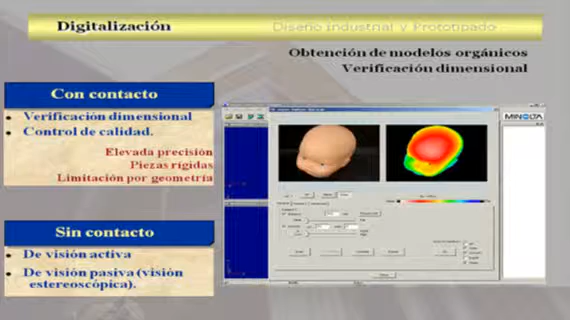 Digitalización
Diseño industrial y Prototipado
Obtención de modelos orgánicos
Verificación dimensional
Con contacto
• Verificación dimensional
• Control de calidad.
Elevada precisión
Piezas rígidas
Limitación por geometría
MINOLTA
Sin contacto
• De visión activa
• De visión pasiva (visión
estereoscópica).